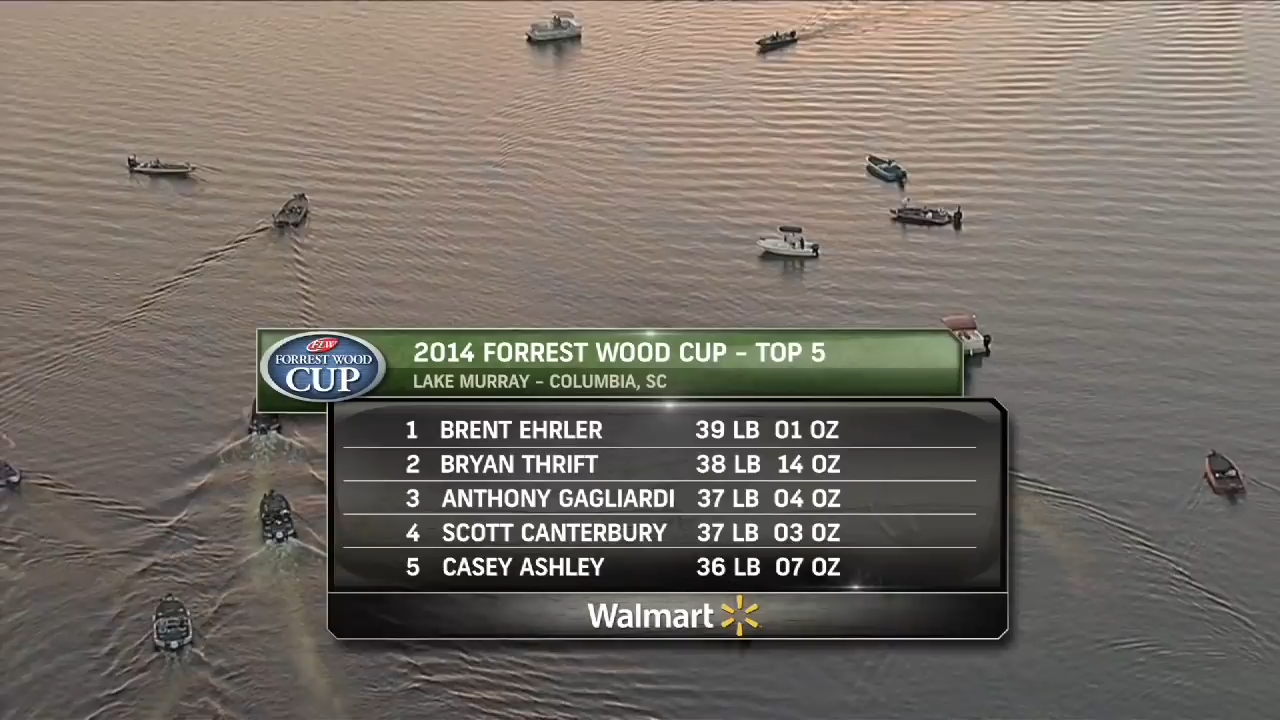 FLW
FORREST WOOD
CUP
2014 FORREST WOOD CUP – TOP 5
LAKE MURRAY – COLUMBIA, SC
1 BRENT EHRLER 39 LB 01 OZ
2 BRYAN THRIFT 38 LB 14 OZ
3 ANTHONY GAGLIARDI 37 LB 04 OZ
4 SCOTT CANTERBURY 37 LB 03 OZ
5 CASEY ASHLEY 36 LB 07 OZ
Walmart